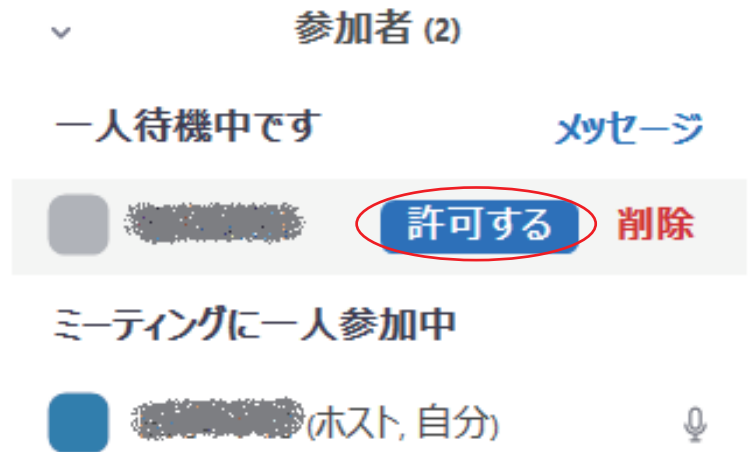 参加者 (2)
一人待機中です メッセージ
許可する 削除
ミーティングに一人参加中
(ホスト, 自分)